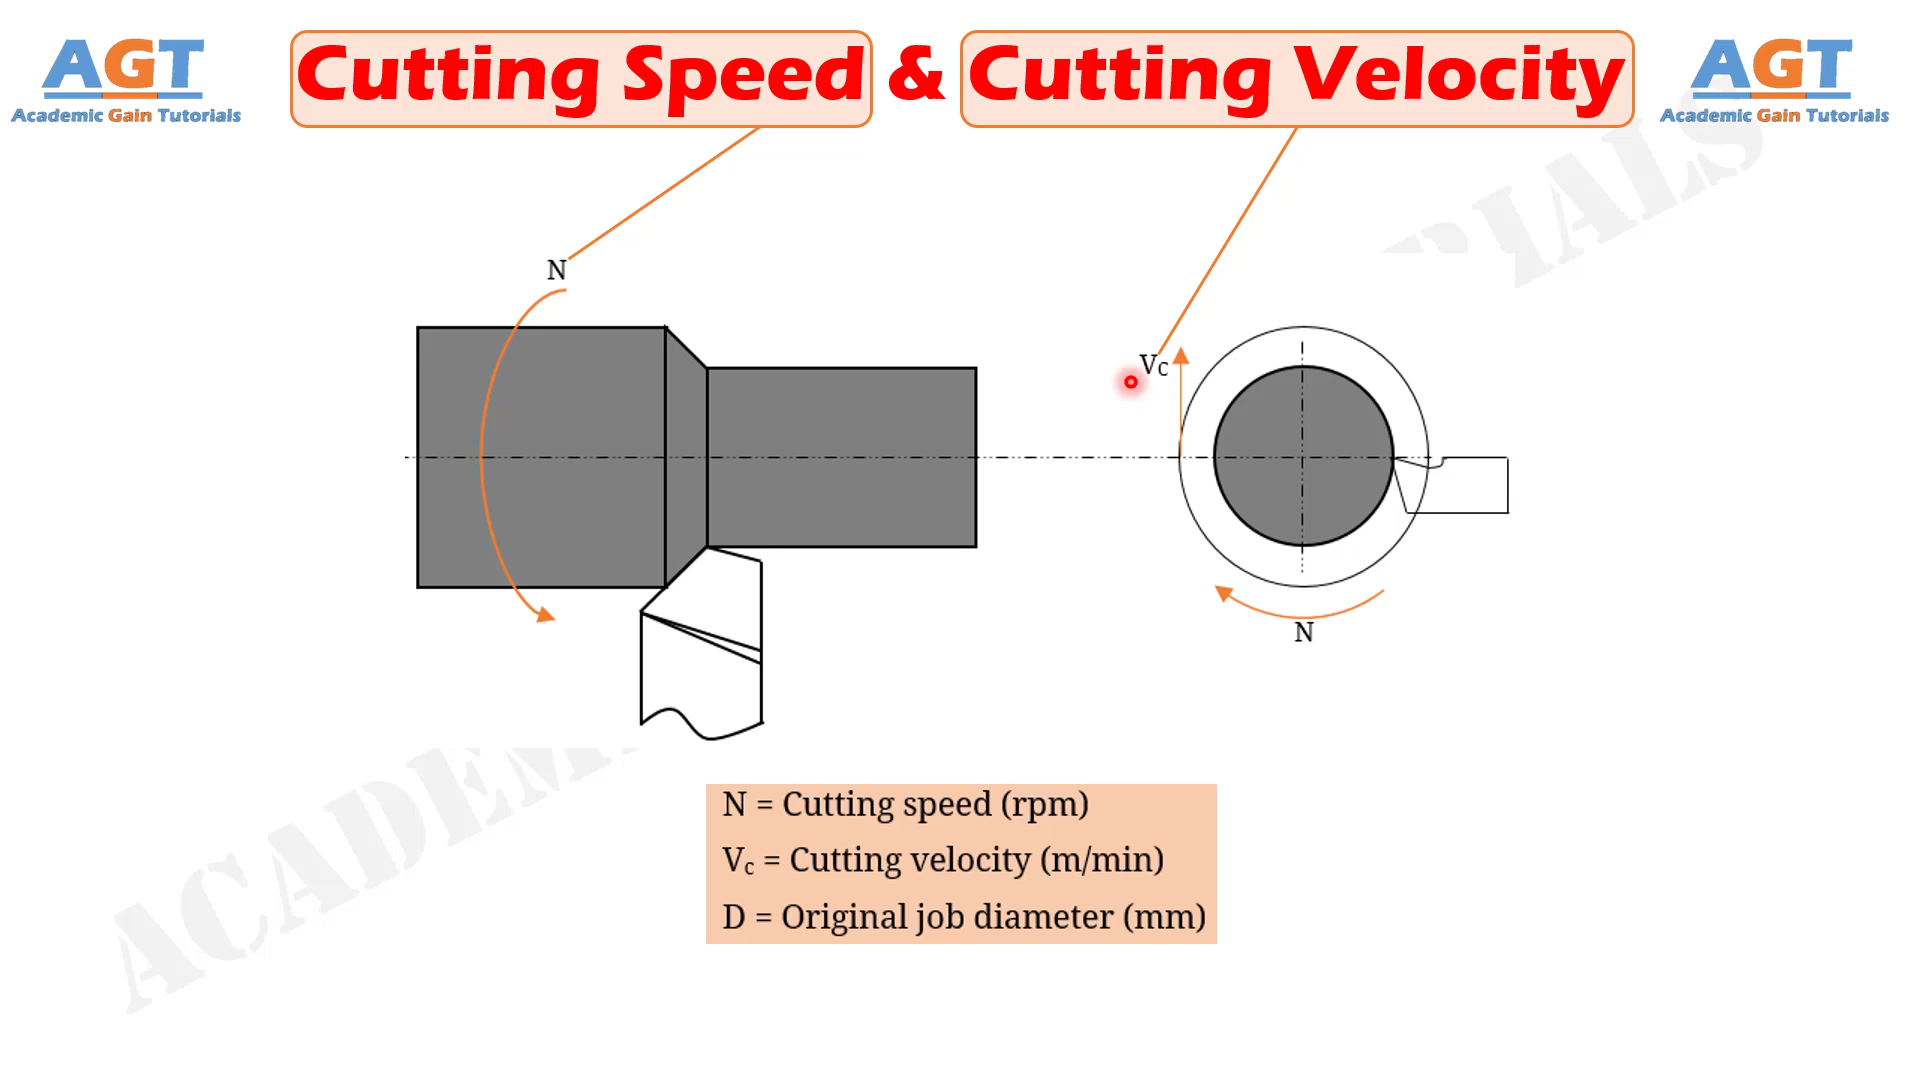 AGT
Academic Gain Tutorials
Cutting Speed & Cutting Velocity
AGT
Academic Gain Tutorials
N
Vc
N
N = Cutting speed (rpm)
Vc = Cutting velocity (m/min)
D = Original job diameter (mm)